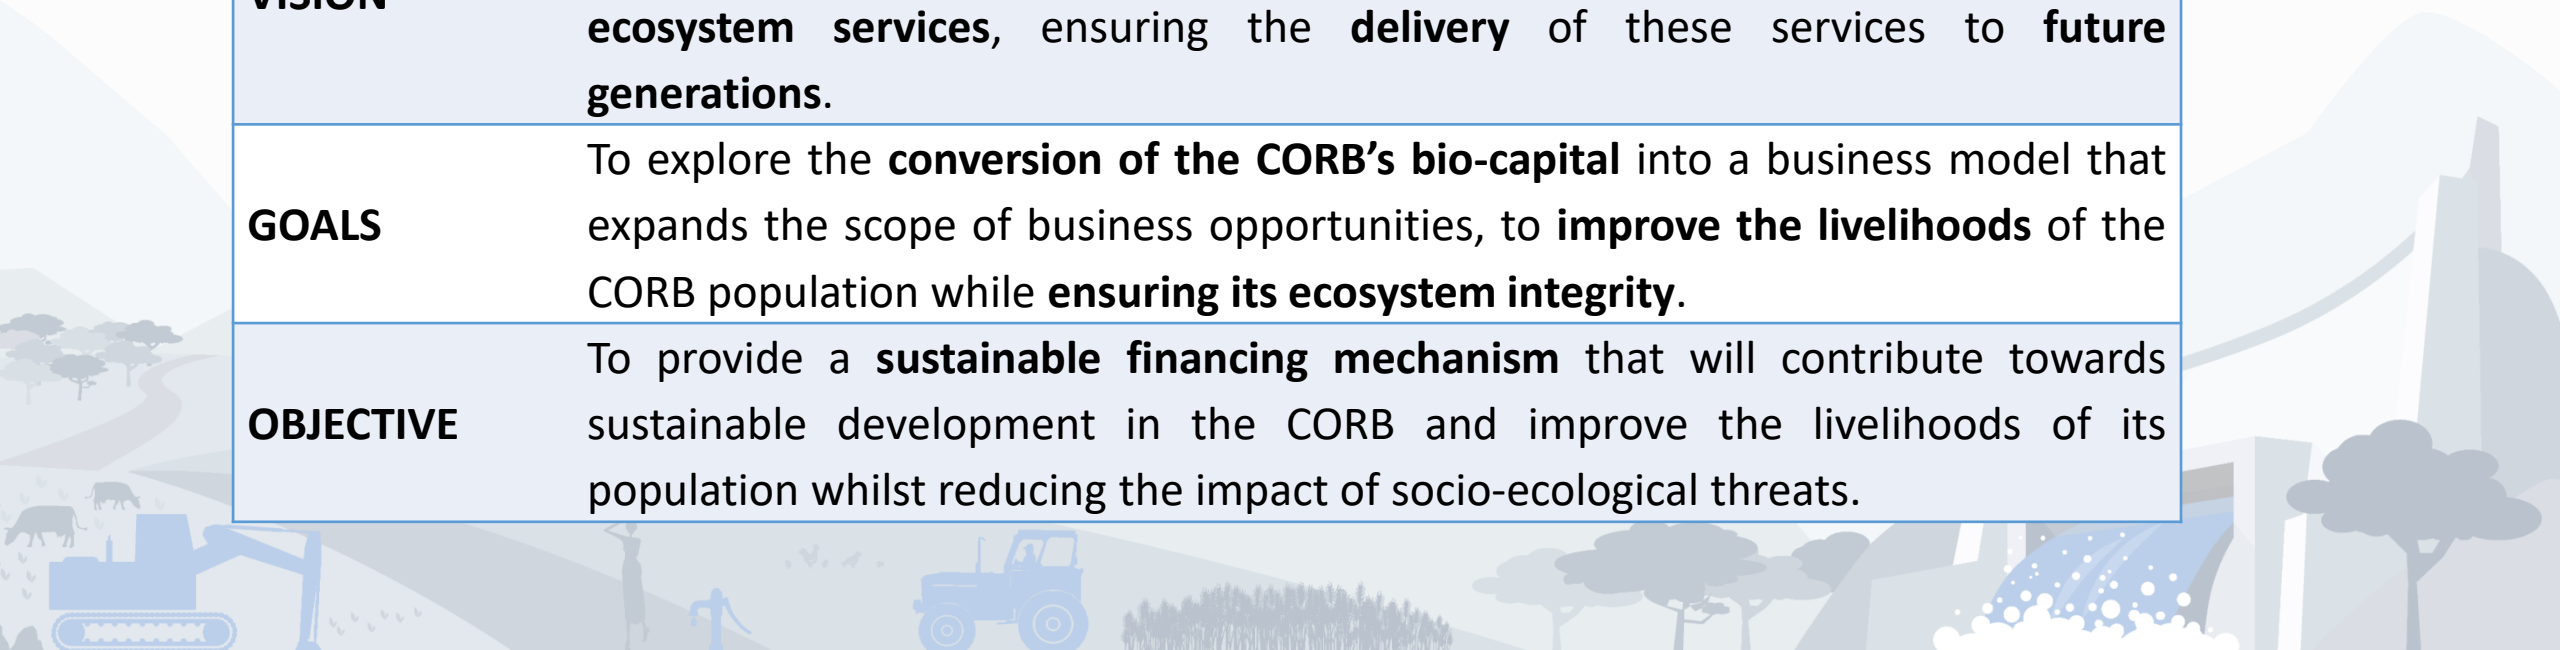 VISION
ecosystem services, ensuring the delivery of these services to future
generations.
To explore the conversion of the CORB’s bio-capital into a business model that
GOALS
expands the scope of business opportunities, to improve the livelihoods of the
CORB population while ensuring its ecosystem integrity.
To provide a sustainable financing mechanism that will contribute towards
OBJECTIVE
sustainable development in the CORB and improve the livelihoods of its
population whilst reducing the impact of socio-ecological threats.